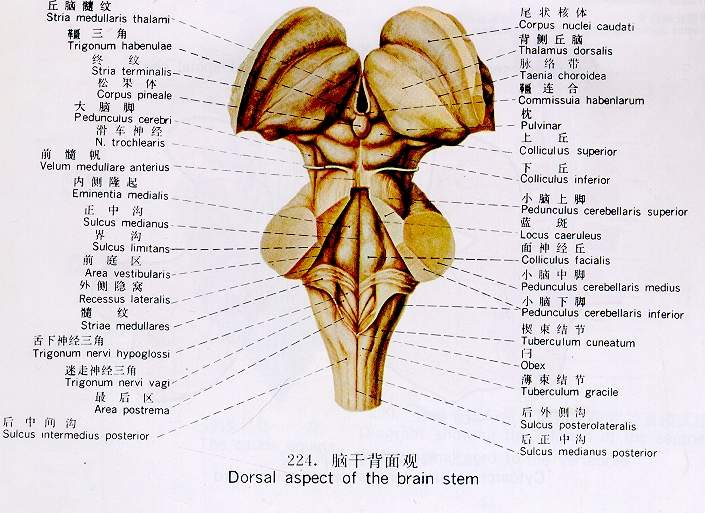 丘脑髓纹
Stria medullaris thalami
韁三角
Trigonum habenulae
终纹
Stria terminalis
松果体
Corpus pineale
大脑脚
Pedunculus cerebri
滑车神经
N. trochlearis
前髓帆
Velum medullare anterius
内侧隆起
Eminentia medialis
正中沟
Sulcus medianus
界沟
Sulcus limitans
前庭区
Area vestibularis
外侧隐窝
Recessus lateralis
髓纹
Striae medullares
舌下神经三角
Trigonum nervi hypoglossi
迷走神经三角
Trigonum nervi vagi
最后区
Area postrema
后中间沟
Sulcus intermedius posterior
尾状核体
Corpus nuclei caudati
背侧丘脑
Thalamus dorsalis
脉络带
Taenia choroidea
韁连合
Commissuia habenlarum
枕
Pulvinar
上丘
Colliculus superior
下丘
Colliculus inferior
小脑上脚
Pedunculus cerebellaris superior
蓝斑
Locus caeruleus
面神经丘
Colliculus facialis
小脑中脚
Pedunculus cerebellaris medius
小脑下脚
Pedunculus cerebellaris inferior
楔束结节
Tuberculum cuneatum
闩
Obex
薄束结节
Tuberculum gracile
后外侧沟
Sulcus posterolateralis
后正中沟
Sulcus medianus posterior
224. 脑干背面观
Dorsal aspect of the brain stem